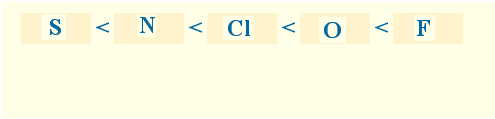 S < N < Cl < O < F